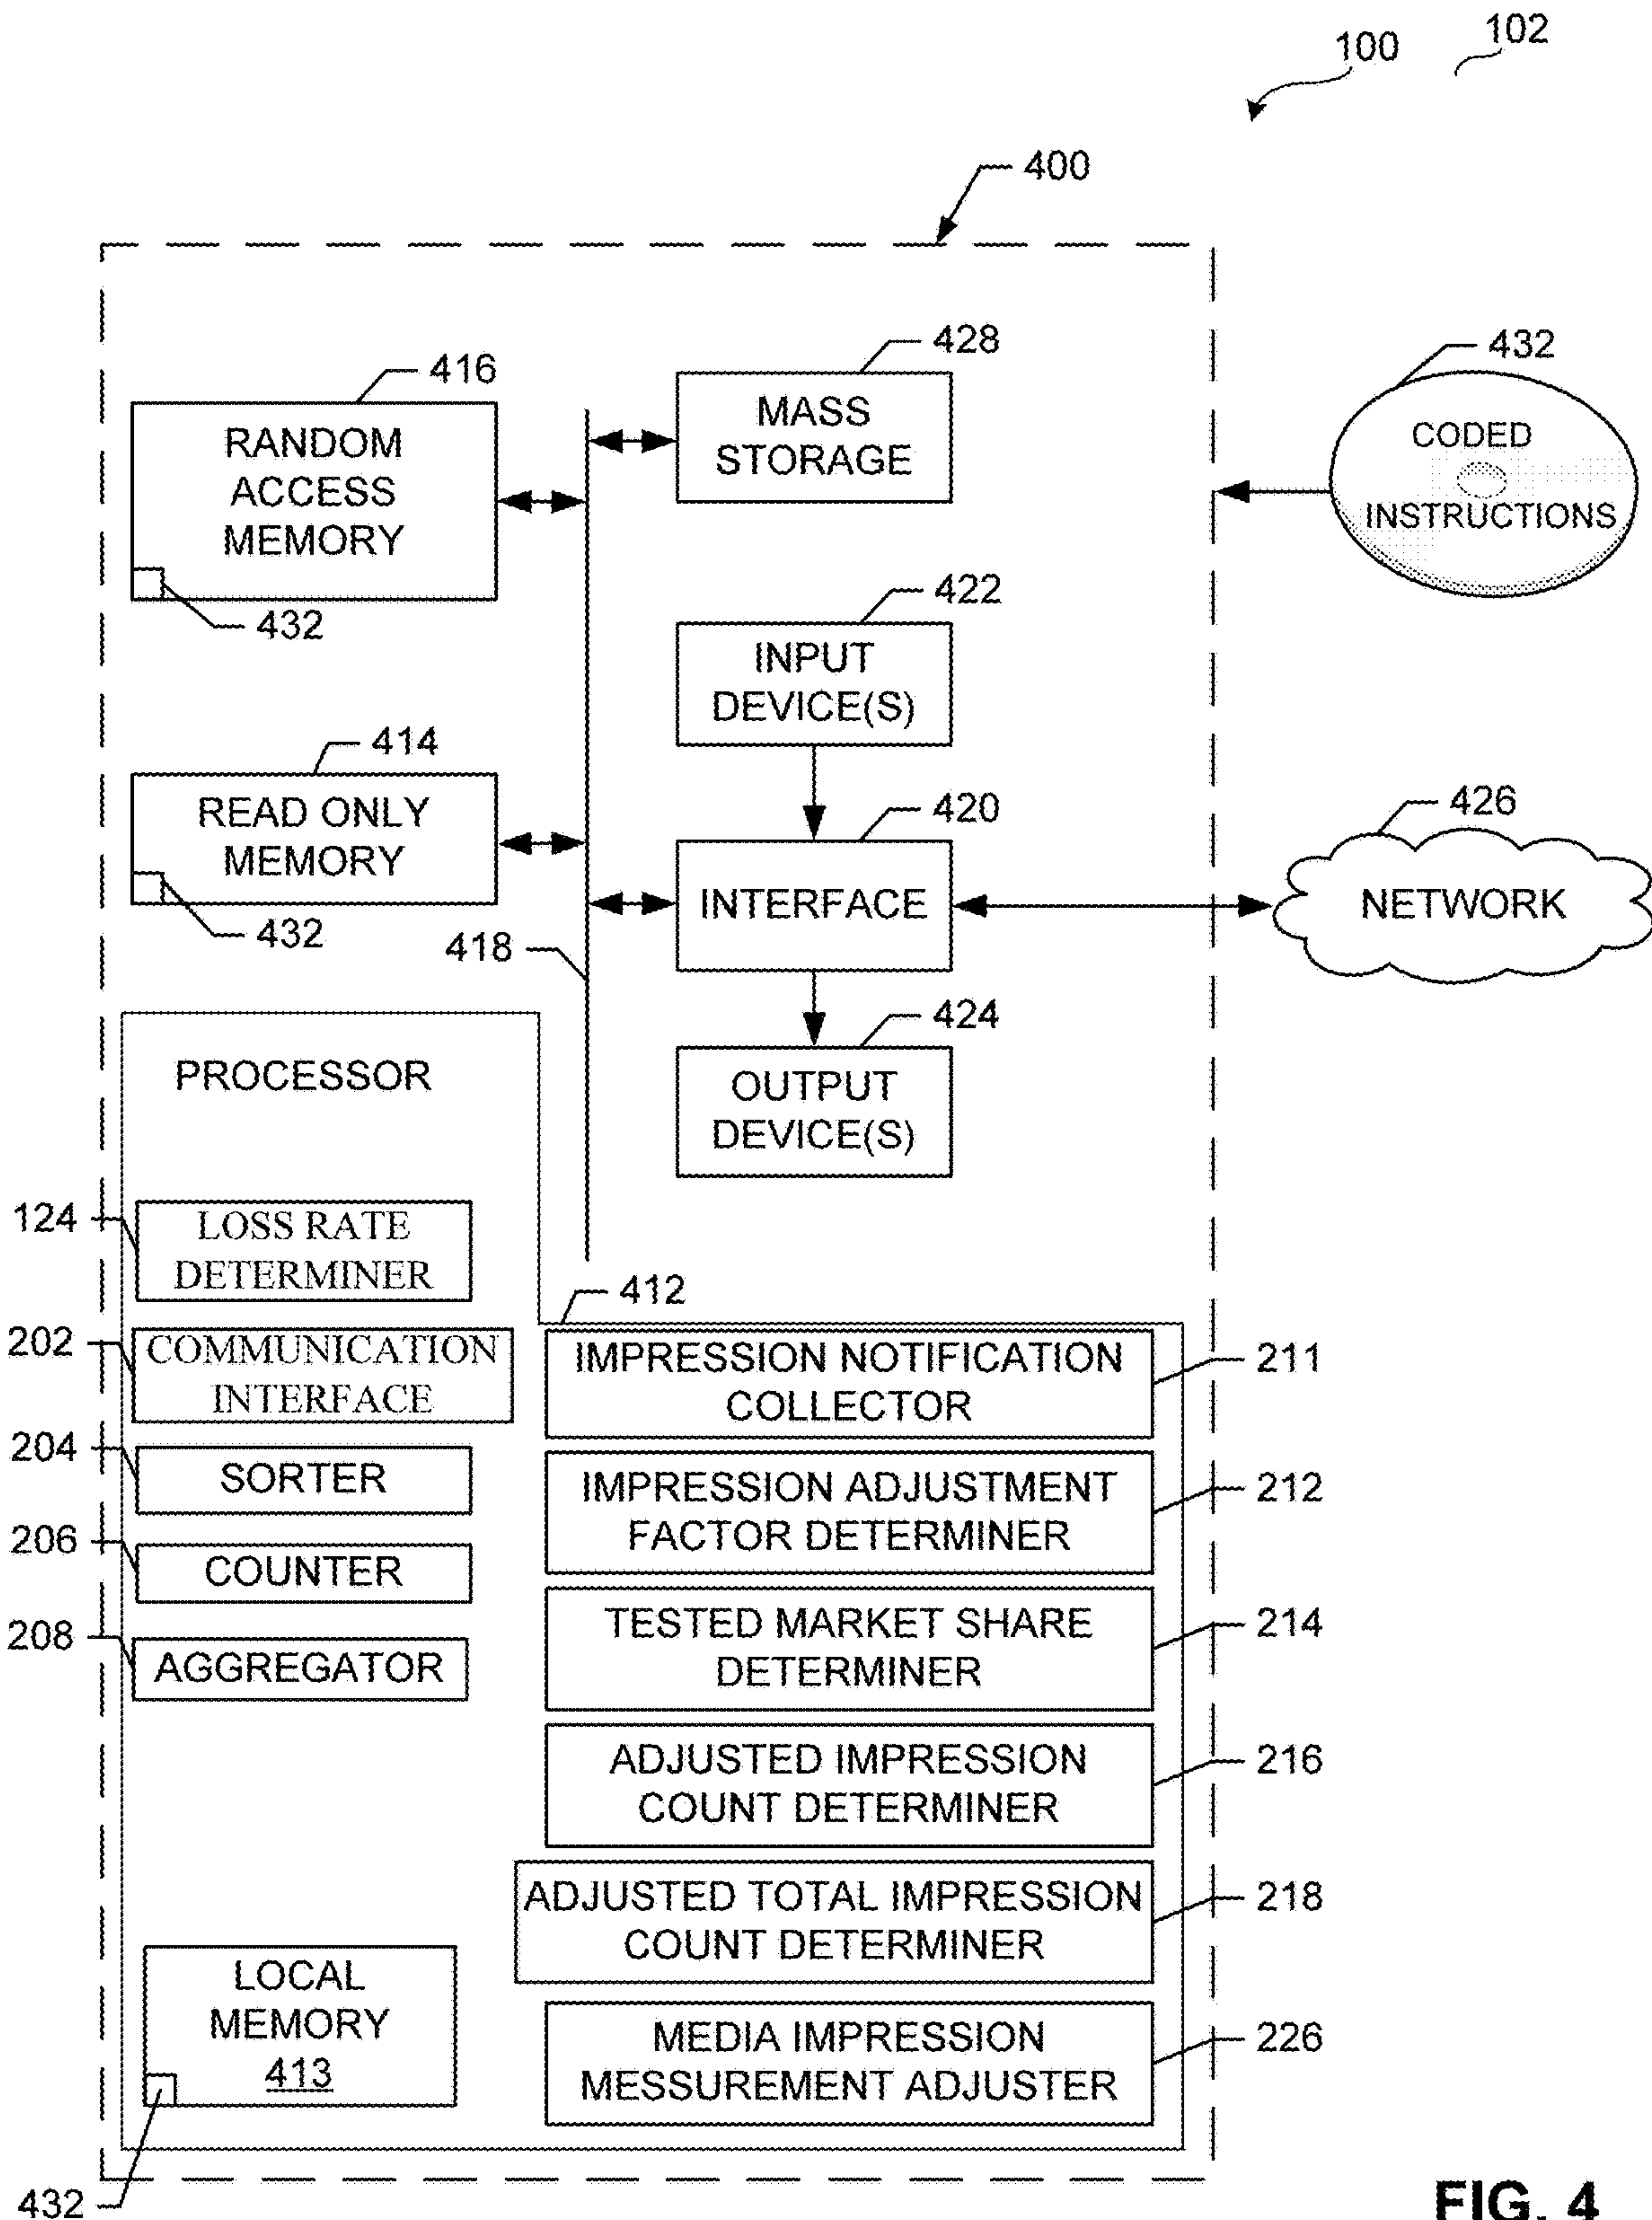 100
102
400
416
RANDOM
ACCESS
MEMORY
432
428
MASS
STORAGE
432
CODED
INSTRUCTIONS
422
INPUT
DEVICE(S)
414
READ ONLY
MEMORY
432
420
INTERFACE
426
NETWORK
418
424
OUTPUT
DEVICE(S)
PROCESSOR
412
124
LOSS RATE
DETERMINER
202
COMMUNICATION
INTERFACE
204
SORTER
206
COUNTER
208
AGGREGATOR
LOCAL
MEMORY
413
432
IMPRESSION NOTIFICATION
COLLECTOR
211
IMPRESSION ADJUSTMENT
FACTOR DETERMINER
212
TESTED MARKET SHARE
DETERMINER
214
ADJUSTED IMPRESSION
COUNT DETERMINER
216
ADJUSTED TOTAL IMPRESSION
COUNT DETERMINER
218
MEDIA IMPRESSION
MESSUREMENT ADJUSTER
226
FIG. 4